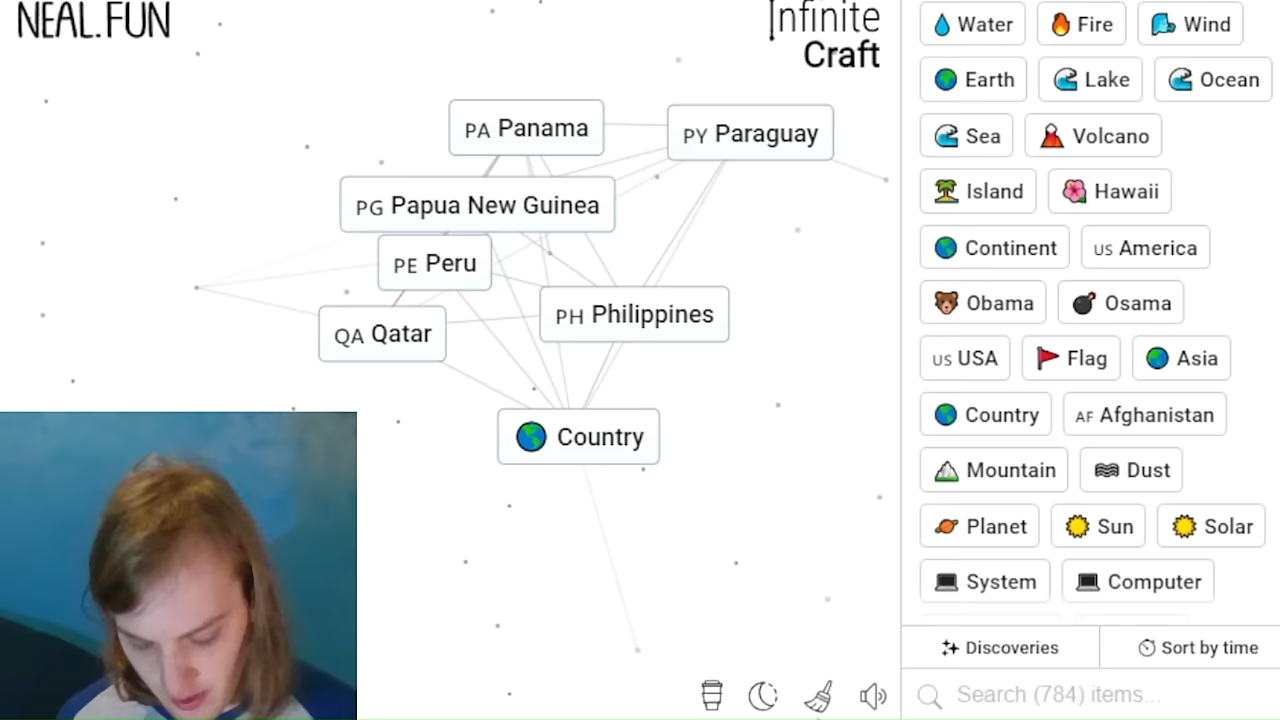 NEAL.FUN
Infinite
Craft
PA Panama
PY Paraguay
PG Papua New Guinea
PE Peru
PH Philippines
QA Qatar
Country
Water
Fire
Wind
Earth
Lake
Ocean
Sea
Volcano
Island
Hawaii
Continent
US America
Obama
Osama
US USA
Flag
Asia
Country
AF Afghanistan
Mountain
Dust
Planet
Sun
Solar
System
Computer
Discoveries
Sort by time
Search (784) items...